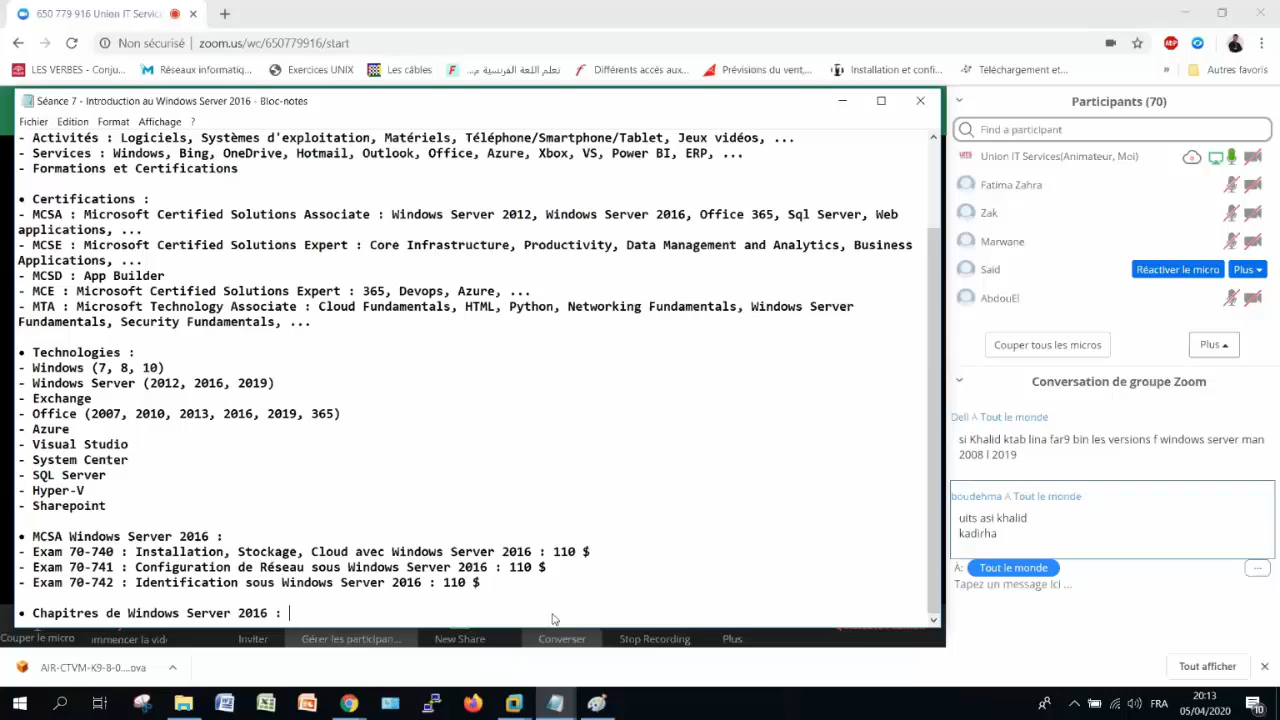 650 779 916 Union IT Servic
Non sécurisé
zoom.us/wc/650779916/start
ABP
LES VERBES - Conju...
Réseaux informatiq...
Exercices UNIX
Les câbles
تعلم اللغة الفرنسية م...
Différents accès aux...
Prévisions du vent,...
Installation et confi...
Téléchargement et...
»
Autres favoris
Séance 7 - Introduction au Windows Server 2016 - Bloc-notes
Fichier Edition Format Affichage ?
- Activités : Logiciels, Systèmes d'exploitation, Matériels, Téléphone/Smartphone/Tablet, Jeux vidéos, ...
- Services : Windows, Bing, OneDrive, Hotmail, Outlook, Office, Azure, Xbox, VS, Power BI, ERP, ...
- Formations et Certifications
• Certifications :
- MCSA : Microsoft Certified Solutions Associate : Windows Server 2012, Windows Server 2016, Office 365, Sql Server, Web
applications, ...
- MCSE : Microsoft Certified Solutions Expert : Core Infrastructure, Productivity, Data Management and Analytics, Business
Applications, ...
- MCSD : App Builder
- MCE : Microsoft Certified Solutions Expert : 365, Devops, Azure, ...
- MTA : Microsoft Technology Associate : Cloud Fundamentals, HTML, Python, Networking Fundamentals, Windows Server
Fundamentals, Security Fundamentals, ...
• Technologies :
- Windows (7, 8, 10)
- Windows Server (2012, 2016, 2019)
- Exchange
- Office (2007, 2010, 2013, 2016, 2019, 365)
- Azure
- Visual Studio
- System Center
- SQL Server
- Hyper-V
- Sharepoint
• MCSA Windows Server 2016 :
- Exam 70-740 : Installation, Stockage, Cloud avec Windows Server 2016 : 110 $
- Exam 70-741 : Configuration de Réseau sous Windows Server 2016 : 110 $
- Exam 70-742 : Identification sous Windows Server 2016 : 110 $
• Chapitres de Windows Server 2016 :
Couper le micro
mmencer la vidé
Inviter
Gérer les participan...
New Share
Converser
Stop Recording
Plus
Participants (70)
Find a participant
Union IT Services(Animateur, Moi)
Fatima Zahra
Zak
Marwane
Said
Réactiver le micro
Plus
AbdouEl
Couper tous les micros
Plus
Conversation de groupe Zoom
Dell À Tout le monde
si Khalid ktab lina far9 bin les versions f windows server man
2008 l 2019
boudehma À Tout le monde
uits asi khalid
kadirha
À:
Tout le monde
...
Tapez un message ici ...
AIR-CTVM-K9-8-0....ova
Tout afficher
FRA
20:13
05/04/2020
10